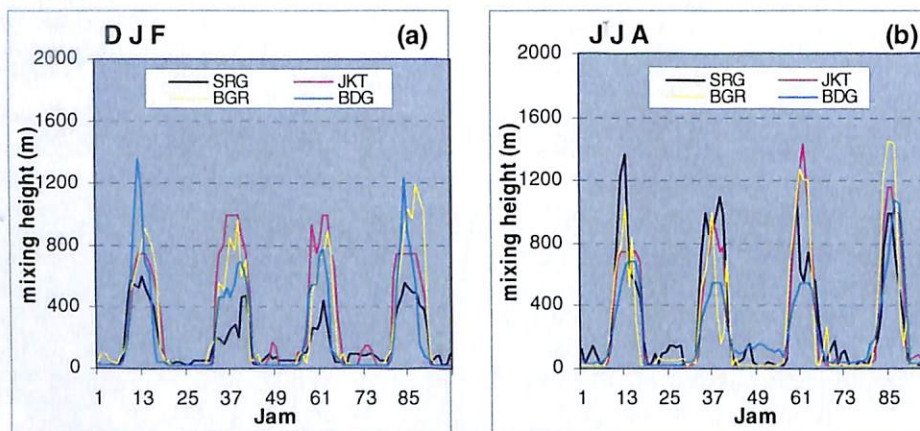 D J F (a)
2000
1600
1200
800
400
0
mixing height (m)
SRG JKT
BGR BDG
1 13 25 37 49 61 73 85
Jam
J J A (b)
2000
1600
1200
800
400
0
mixing height (m)
SRG JKT
BGR BDG
1 13 25 37 49 61 73 85
Jam